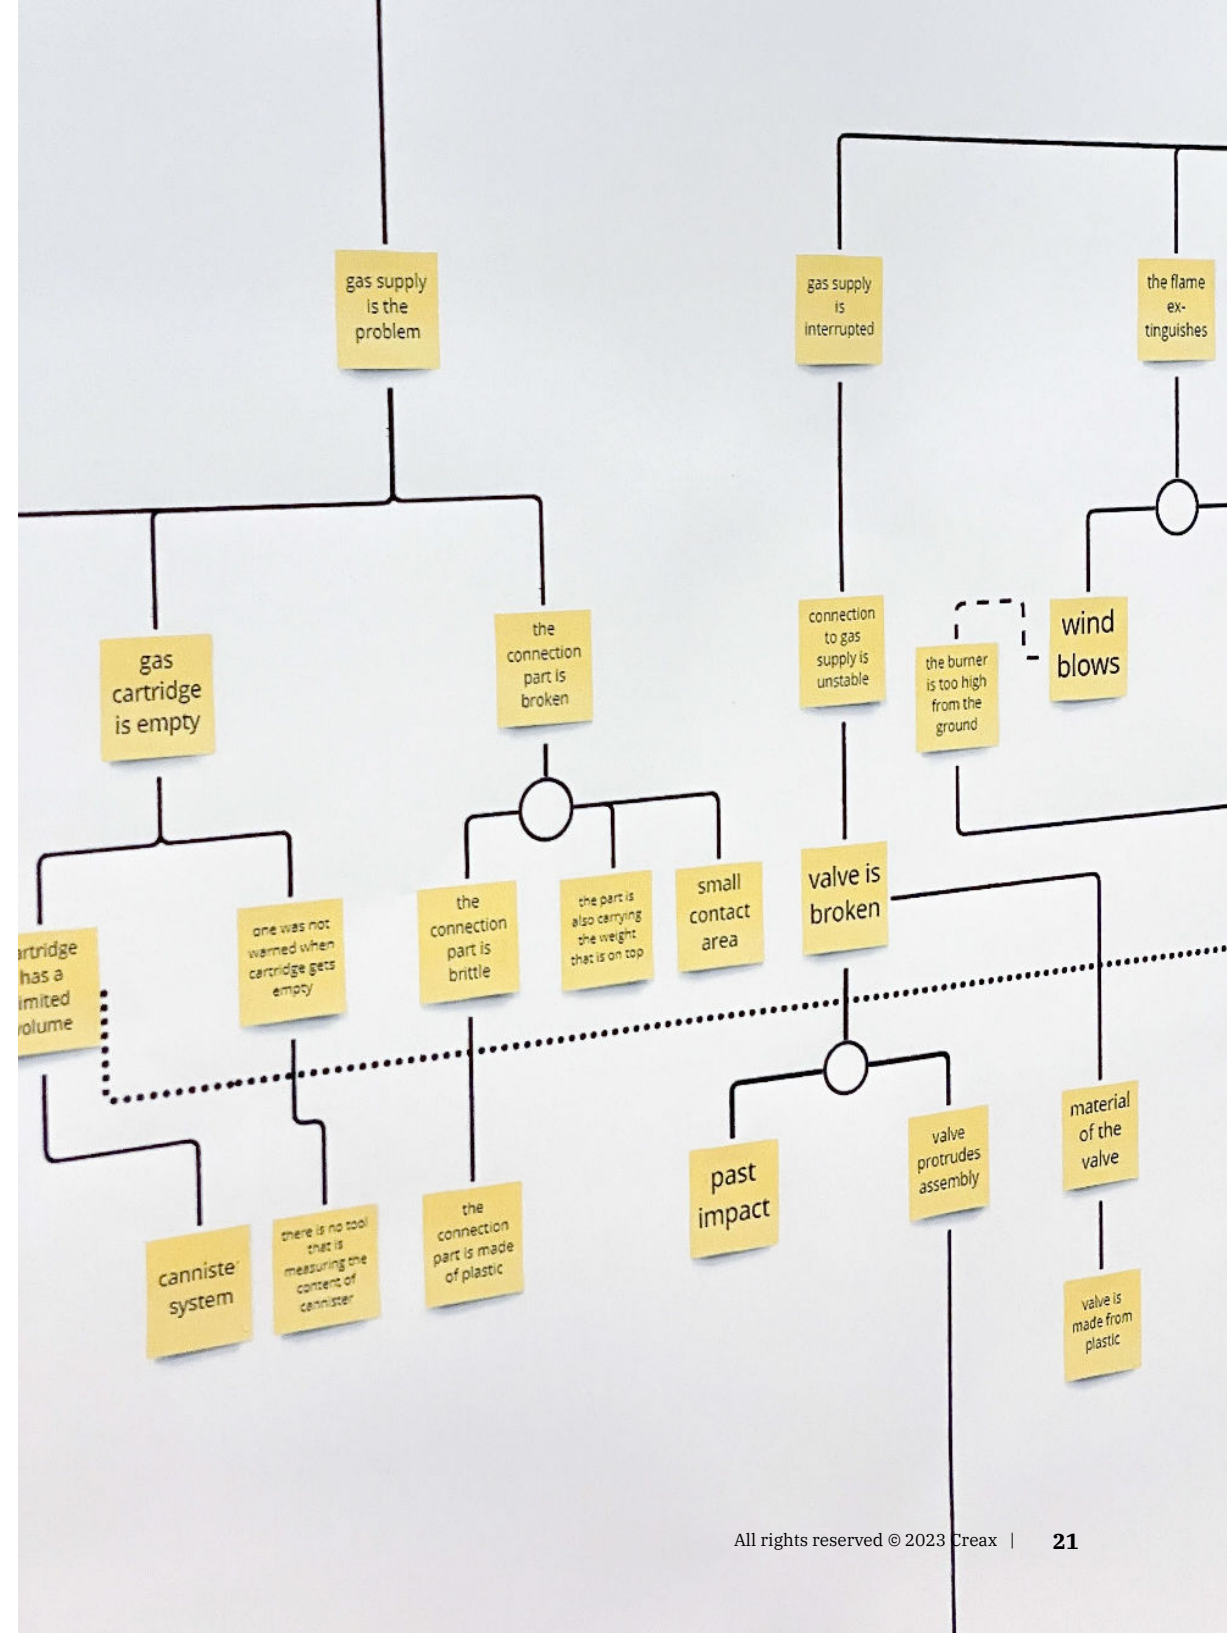 gas supply
is the
problem
gas supply
is
interrupted
the flame
ex-
tinguishes
gas
cartridge
is empty
the
connection
part is
broken
connection
to gas
supply is
unstable
the burner
is too high
from the
ground
wind
blows
artridge
has a
imited
volume
one was not
warned when
cartridge gets
empty
the
connection
part is
brittle
the part is
also carrying
the weight
that is on top
small
contact
area
valve is
broken
canniste
system
there is no tool
that is
measuring the
content of
cannister
the
connection
part is made
of plastic
past
impact
valve
protrudes
assembly
material
of the
valve
valve is
made from
plastic
All rights reserved © 2023 Creax | 21